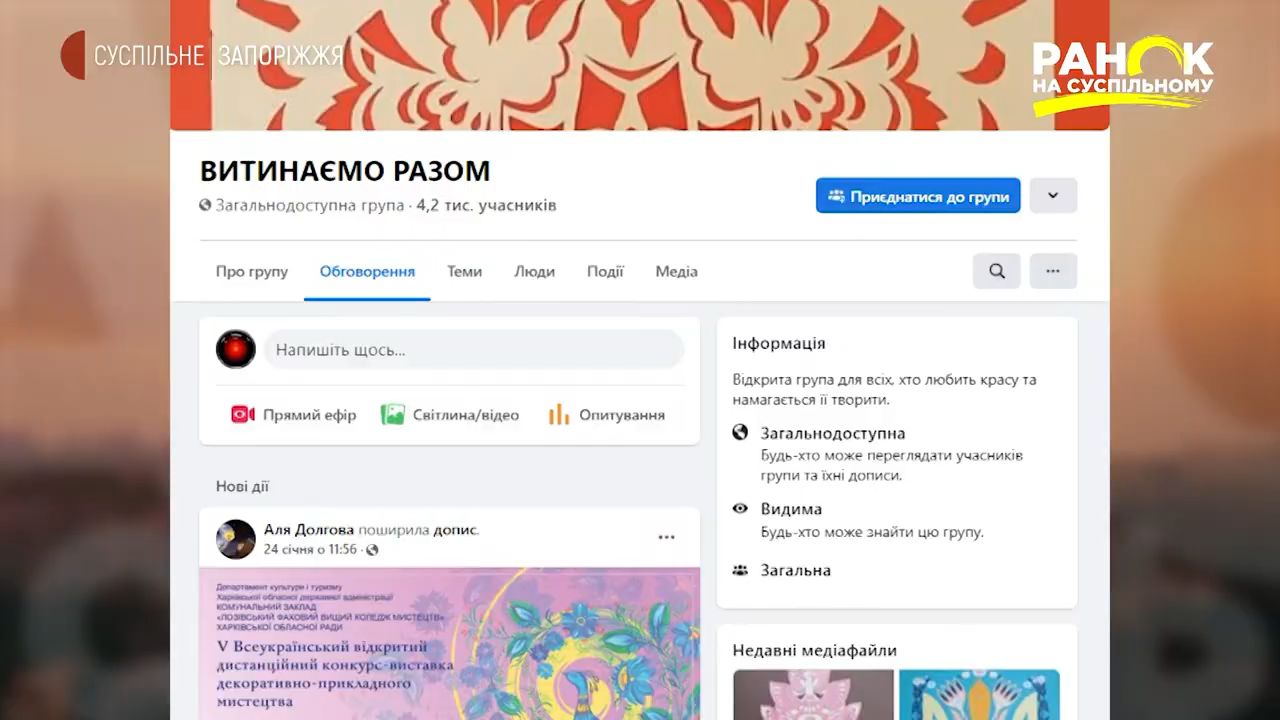 СУСПІЛЬНЕ ЗАПОРІЖЖЯ
РАНОК
НА СУСПІЛЬНОМУ
ВИТИНАЄМО РАЗОМ
Загальнодоступна група · 4,2 тис. учасників
Приєднатися до групи
Про групу
Обговорення
Теми
Люди
Події
Медіа
Напишіть щось...
Прямий ефір
Світлина/відео
Опитування
Нові дії
Аля Долгова поширила допис.
24 січня о 11:56 ·
Департамент культури і туризму
Харківської обласної державної адміністрації
КОМУНАЛЬНИЙ ЗАКЛАД
«ЛОЗІВСЬКИЙ ФАХОВИЙ ВИЩИЙ КОЛЕДЖ МИСТЕЦТВ»
ХАРКІВСЬКОЇ ОБЛАСНОЇ РАДИ
V Всеукраїнський відкритий
дистанційний конкурс-виставка
декоративно-прикладного
мистецтва
Інформація
Відкрита група для всіх, хто любить красу та
намагається її творити.
Загальнодоступна
Будь-хто може переглядати учасників
групи та їхні дописи.
Видима
Будь-хто може знайти цю групу.
Загальна
Недавні медіафайли